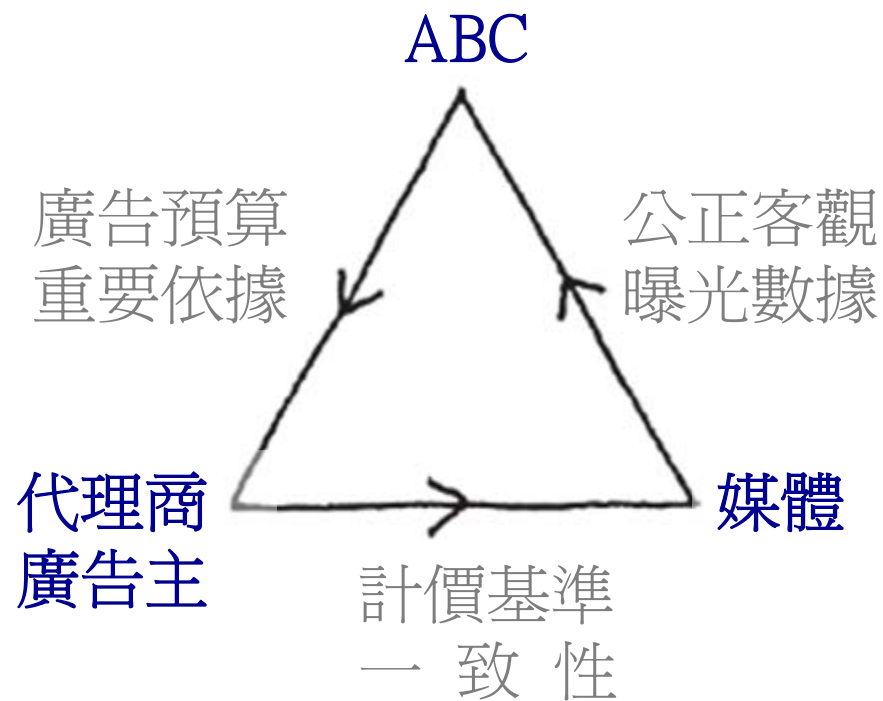 ABC
廣告預算
重要依據
公正客觀
曝光數據
代理商
廣告主
媒體
計價基準
一 致 性